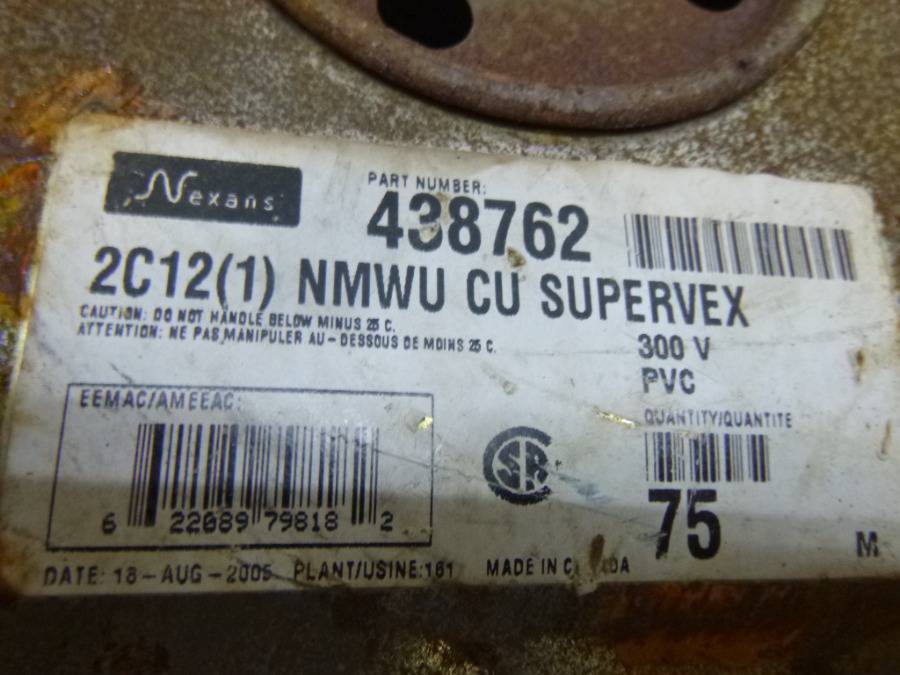 Nexans
PART NUMBER:
438762
2C12(1) NMWU CU SUPERVEX
CAUTION: DO NOT HANDLE BELOW MINUS 25 C.
ATTENTION: NE PAS MANIPULER AU-DESSOUS DE MOINS 25 C.
300 V
PVC
EEMAC/AMEEAC:
QUANTITY/QUANTITE
6 22089 79818 2
75
M
DATE: 18-AUG-2005 PLANT/USINE:161 MADE IN